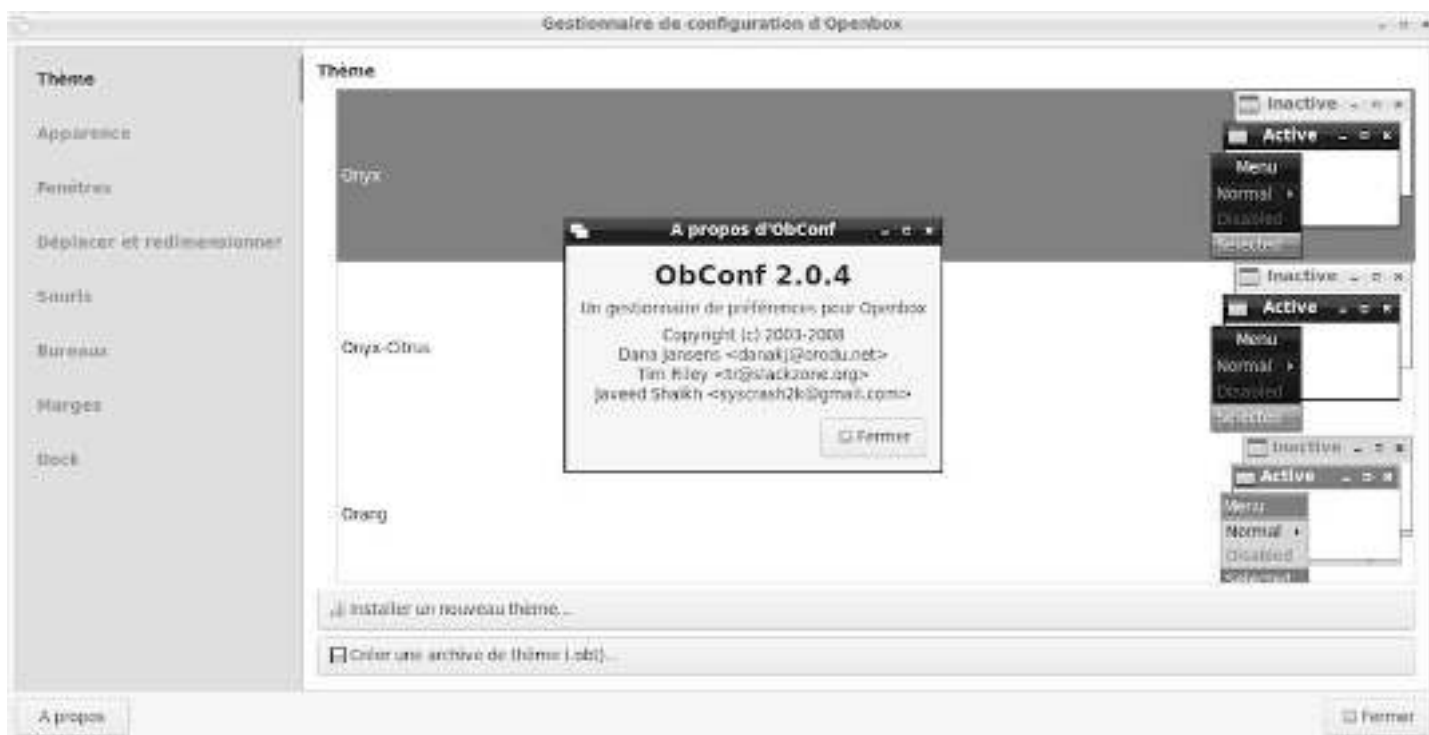 Gestionnaire de configuration d'Openbox
Thème
Apparence
Fenêtres
Déplacer et redimensionner
Souris
Bureaux
Marges
Dock
Thème
Onyx
Inactive
Active
Menu
Normal
Disabled
Selected
Onyx-Citrus
Inactive
Active
Menu
Normal
Disabled
Selected
Orang
Inactive
Active
Menu
Normal
Disabled
Selected
A propos d'ObConf
ObConf 2.0.4
Un gestionnaire de préférences pour Openbox
Copyright (c) 2003-2008
Dana Jansens <danakj@orodu.net>
Tim Riley <tr@slackzone.org>
Javeed Shaikh <syscrash2k@gmail.com>
Fermer
Installer un nouveau thème...
Créer une archive de thème (.obt)...
A propos
Fermer